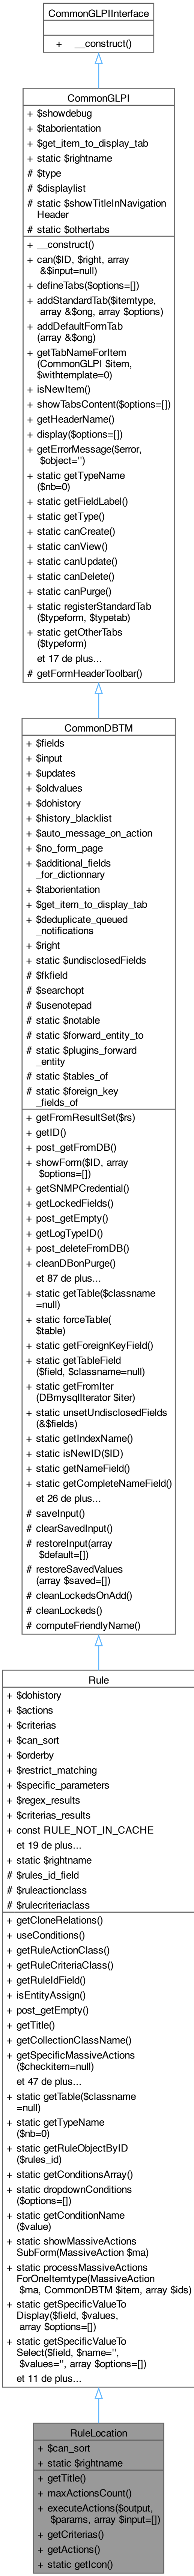 CommonGLPIInterface
+ __construct()
CommonGLPI
+ $showdebug
+ $taborientation
+ $get_item_to_display_tab
+ static $rightname
# $type
# $displaylist
# static $showTitleInNavigation
Header
# static $othertabs
+ __construct()
+ can($ID, $right, array
&$input=null)
+ defineTabs($options=[])
+ addStandardTab($itemtype,
array &$ong, array $options)
+ addDefaultFormTab
(array &$ong)
+ getTabNameForItem
(CommonGLPI $item,
$withtemplate=0)
+ isNewItem()
+ showTabsContent($options=[])
+ getHeaderName()
+ display($options=[])
+ getErrorMessage($error,
$object='')
+ static getTypeName
($nb=0)
+ static getFieldLabel()
+ static getType()
+ static canCreate()
+ static canView()
+ static canUpdate()
+ static canDelete()
+ static canPurge()
+ static registerStandardTab
($typeform, $typetab)
+ static getOtherTabs
($typeform)
et 17 de plus...
# getFormHeaderToolbar()
CommonDBTM
+ $fields
+ $input
+ $updates
+ $oldvalues
+ $dohistory
+ $history_blacklist
+ $auto_message_on_action
+ $no_form_page
+ $additional_fields
_for_dictionnary
+ $taborientation
+ $get_item_to_display_tab
+ $deduplicate_queued
_notifications
+ $right
+ static $undisclosedFields
# $fkfield
# $searchopt
# $usenotepad
# static $notable
# static $forward_entity_to
# static $plugins_forward
_entity
# static $tables_of
# static $foreign_key
_fields_of
+ getFromResultSet($rs)
+ getID()
+ post_getFromDB()
+ showForm($ID, array
$options=[])
+ getSNMPCredential()
+ getLockedFields()
+ post_getEmpty()
+ getLogTypeID()
+ post_deleteFromDB()
+ cleanDBonPurge()
et 87 de plus...
+ static getTable($classname
=null)
+ static forceTable(
$table)
+ static getForeignKeyField()
+ static getTableField
($field, $classname=null)
+ static getFromIter
(DBmysqlIterator $iter)
+ static unsetUndisclosedFields
(&$fields)
+ static getIndexName()
+ static isNewID($ID)
+ static getNameField()
+ static getCompleteNameField()
et 26 de plus...
# saveInput()
# clearSavedInput()
# restoreInput(array
$default=[])
# restoreSavedValues
(array $saved=[])
# cleanLockedsOnAdd()
# cleanLockeds()
# computeFriendlyName()
Rule
+ $dohistory
+ $actions
+ $criterias
+ $can_sort
+ $orderby
+ $restrict_matching
+ $specific_parameters
+ $regex_results
+ $criterias_results
+ const RULE_NOT_IN_CACHE
et 19 de plus...
+ static $rightname
# $rules_id_field
# $ruleactionclass
# $rulecriteriaclass
+ getCloneRelations()
+ useConditions()
+ getRuleActionClass()
+ getRuleCriteriaClass()
+ getRuleIdField()
+ isEntityAssign()
+ post_getEmpty()
+ getTitle()
+ getCollectionClassName()
+ getSpecificMassiveActions
($checkitem=null)
et 47 de plus...
+ static getTable($classname
=null)
+ static getTypeName
($nb=0)
+ static getRuleObjectByID
($rules_id)
+ static getConditionsArray()
+ static dropdownConditions
($options=[])
+ static getConditionName
($value)
+ static showMassiveActions
SubForm(MassiveAction $ma)
+ static processMassiveActions
ForOneItemtype(MassiveAction
$ma, CommonDBTM $item, array $ids)
+ static getSpecificValueTo
Display($field, $values,
array $options=[])
+ static getSpecificValueTo
Select($field, $name='',
$values='', array $options=[])
et 11 de plus...
RuleLocation
+ $can_sort
+ static $rightname
+ getTitle()
+ maxActionsCount()
+ executeActions($output,
$params, array $input=[])
+ getCriterias()
+ getActions()
+ static getIcon()